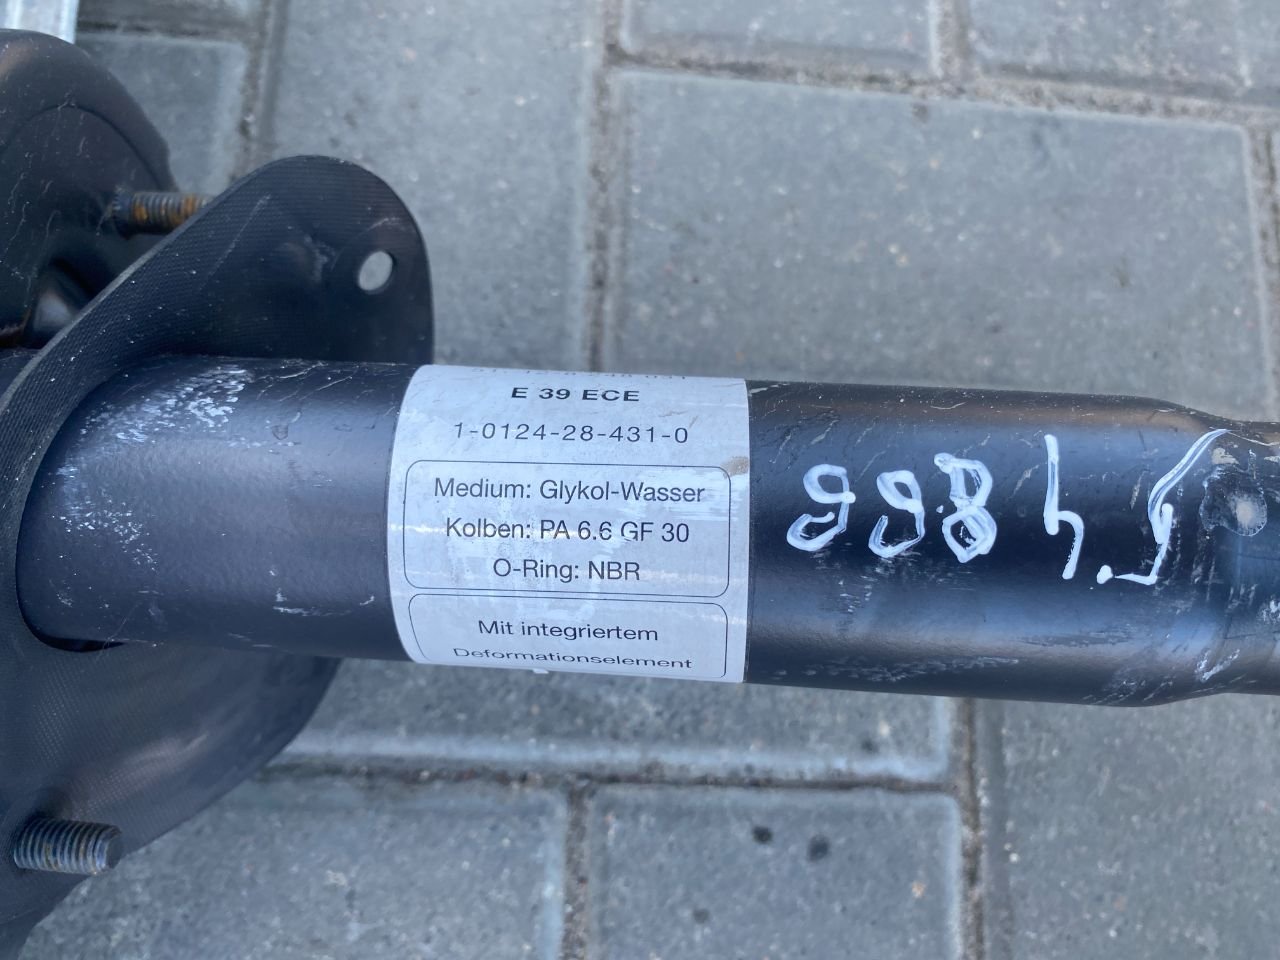 E 39 ECE
1-0124-28-431-0
Medium: Glykol-Wasser
Kolben: PA 6.6 GF 30
O-Ring: NBR
Mit integriertem
Deformationselement